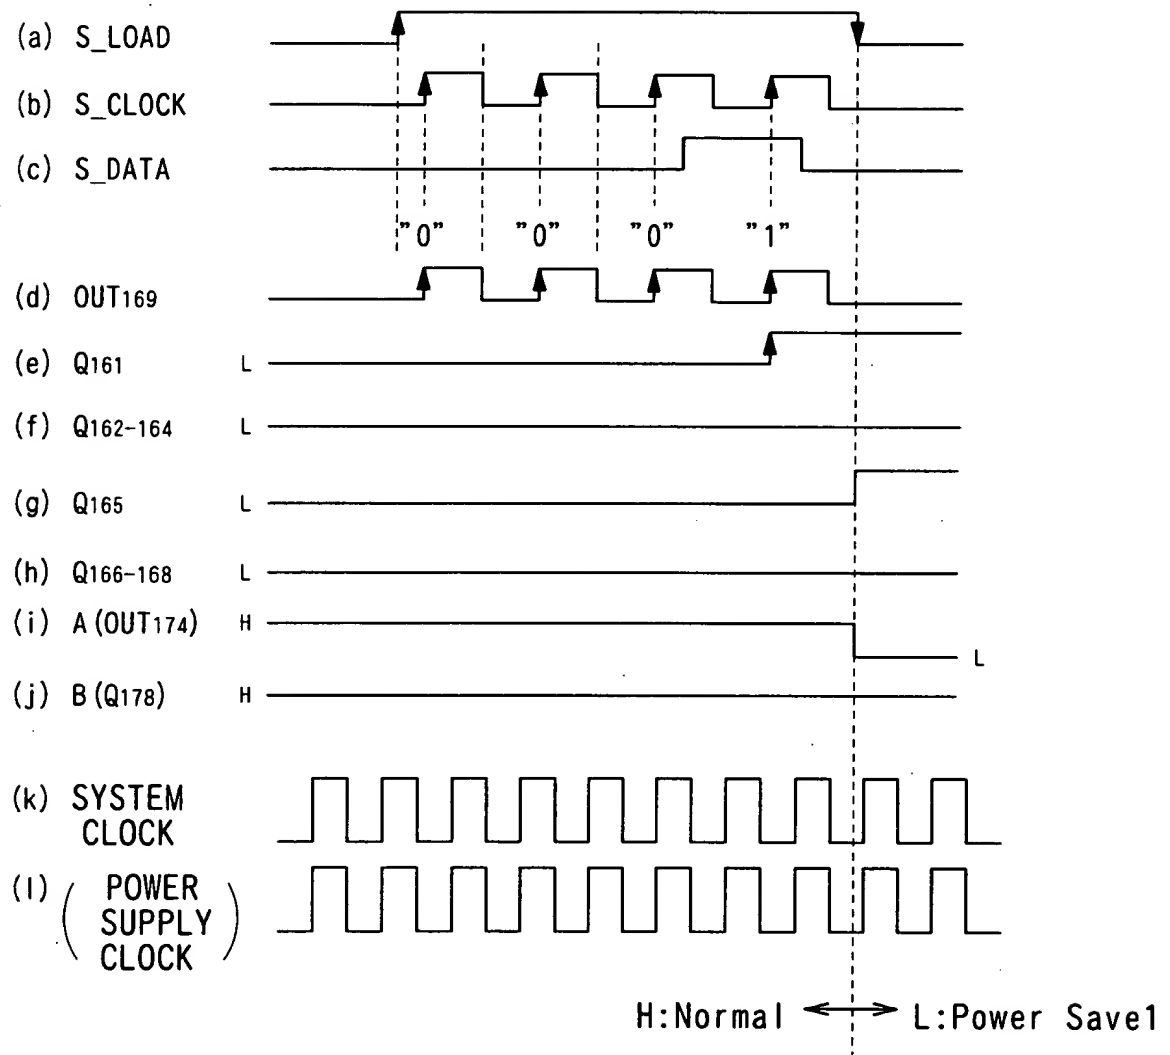 (a) S_LOAD
(b) S_CLOCK
(c) S_DATA
"0" "0" "0" "1"
(d) OUT169
(e) Q161 L
(f) Q162-164 L
(g) Q165 L
(h) Q166-168 L
(i) A(OUT174) H L
(j) B(Q178) H
(k) SYSTEM
CLOCK
(l) ( POWER
SUPPLY
CLOCK )
H:Normal L:Power Save1